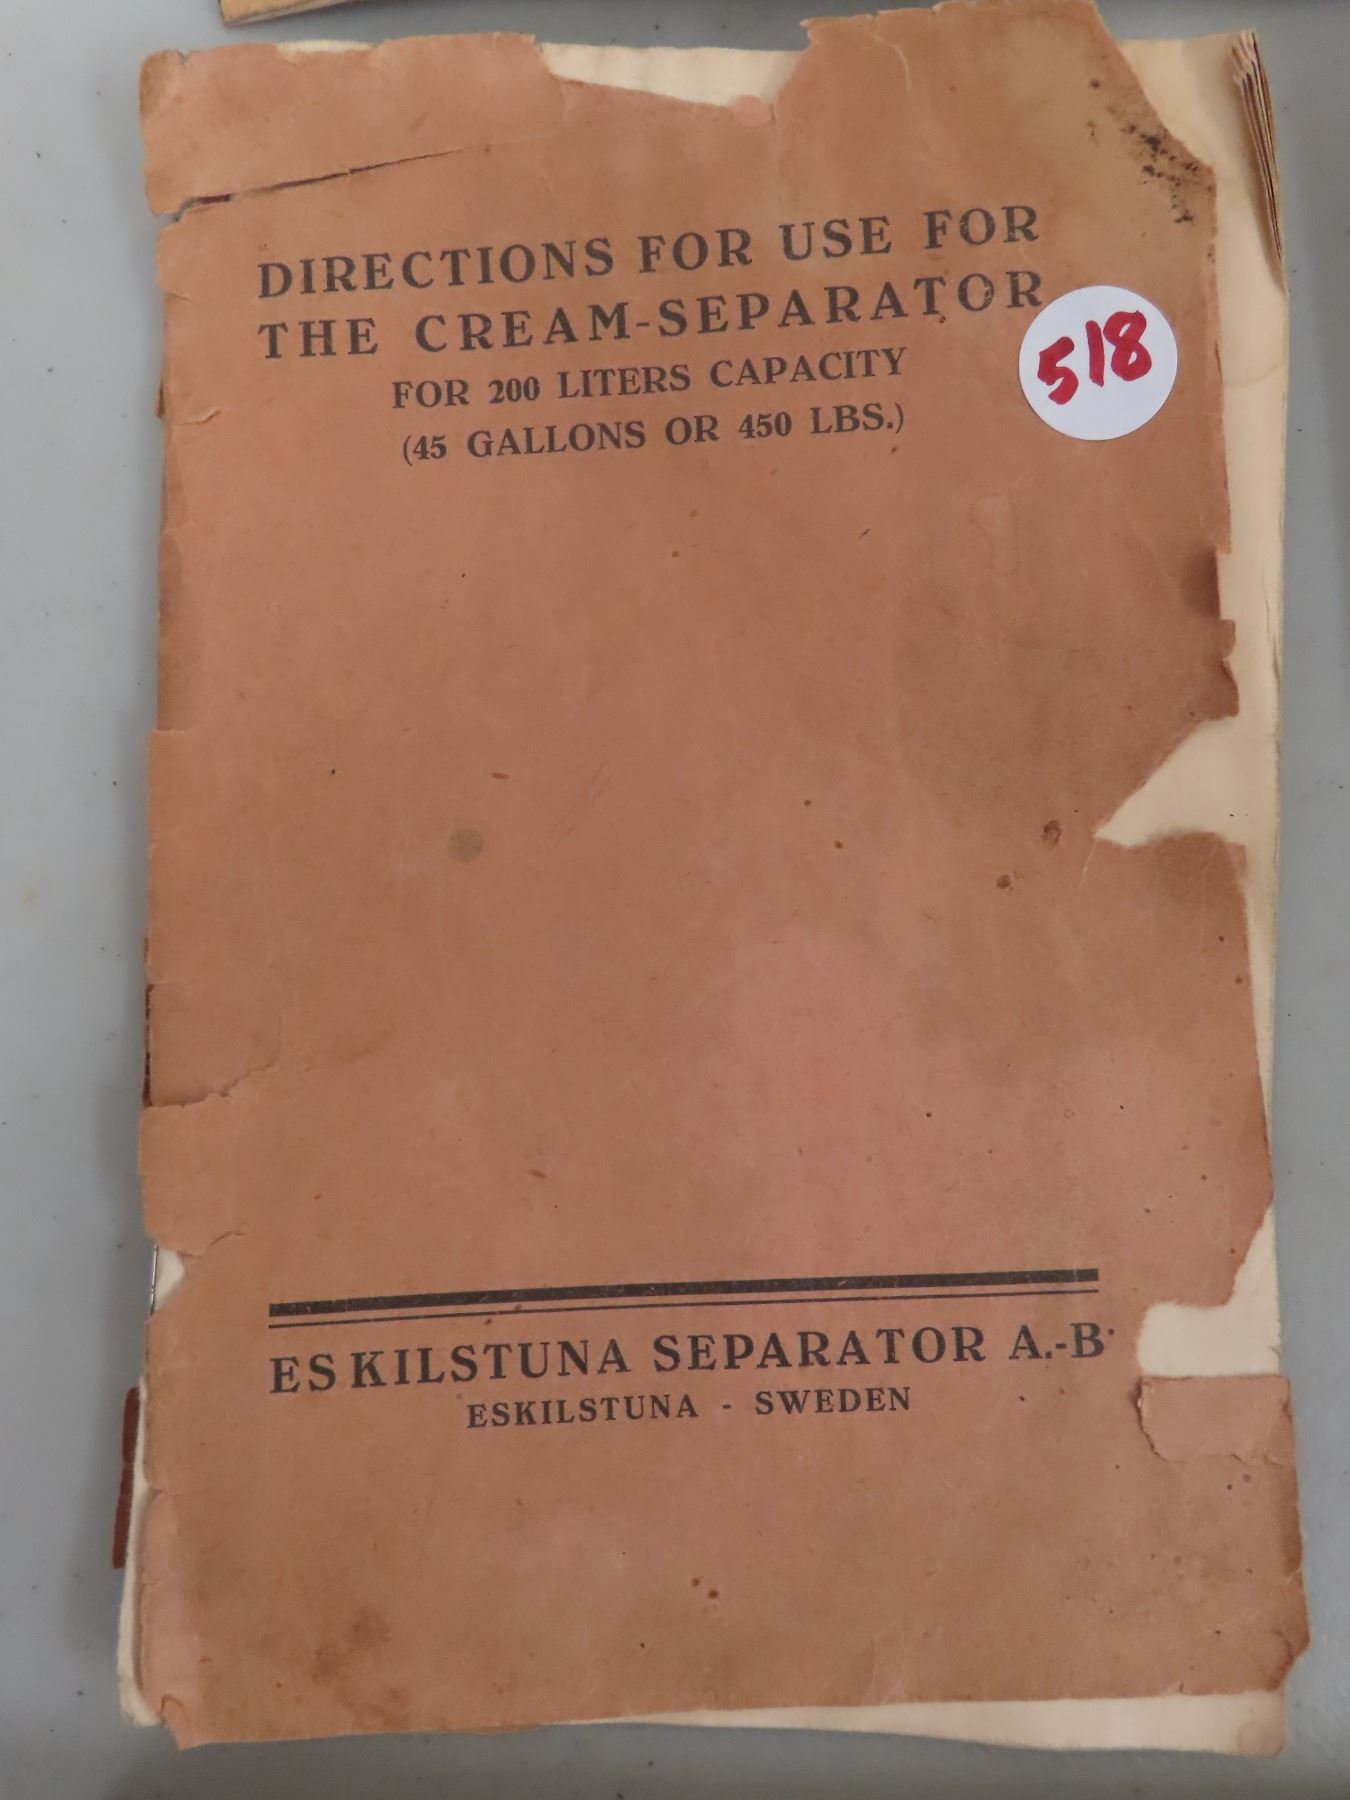 DIRECTIONS FOR USE FOR
THE CREAM-SEPARATOR
FOR 200 LITERS CAPACITY
(45 GALLONS OR 450 LBS.)
518
ESKILSTUNA SEPARATOR A.-B.
ESKILSTUNA - SWEDEN